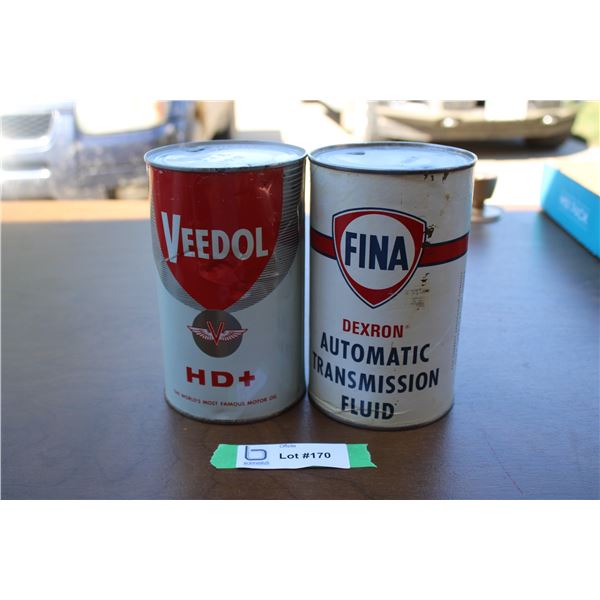 VEEDOL
V
HD+
THE WORLD'S MOST FAMOUS MOTOR OIL
FINA
DEXRON®
AUTOMATIC
TRANSMISSION
FLUID
b
Lot #170